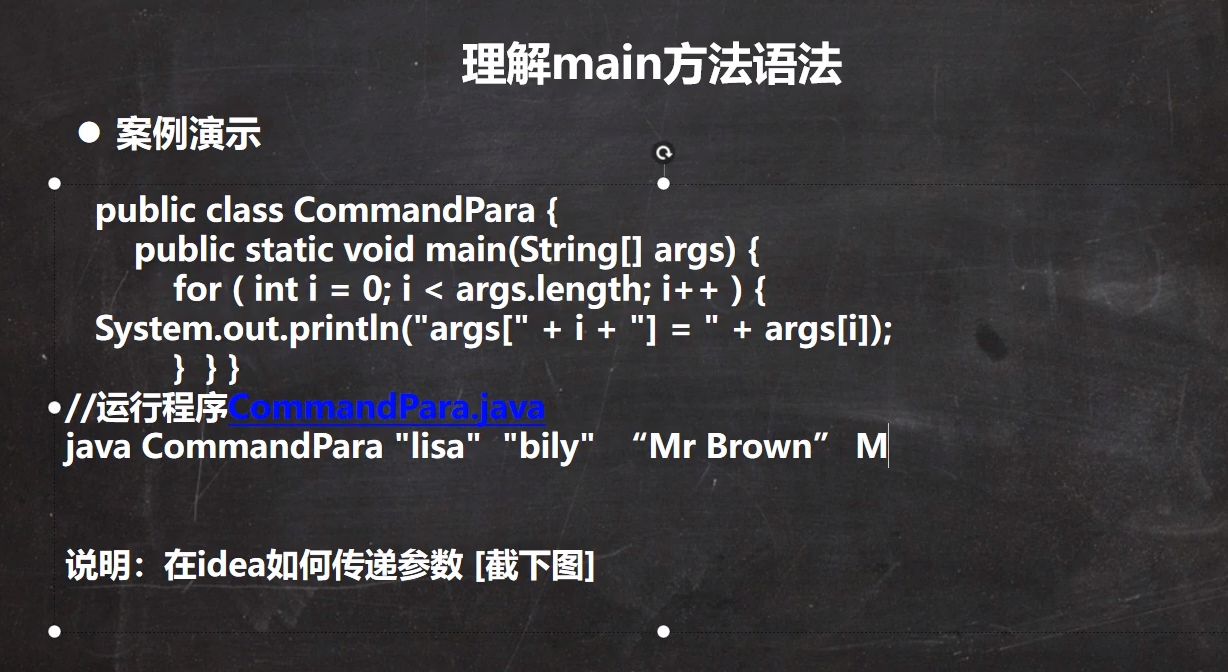 理解main方法语法
● 案例演示
public class CommandPara {
public static void main(String[] args) {
for ( int i = 0; i < args.length; i++ ) {
System.out.println("args[" + i + "] = " + args[i]);
} } }
//运行程序CommandPara.java
java CommandPara "lisa" "bily" “Mr Brown” M
说明：在idea如何传递参数 [截下图]